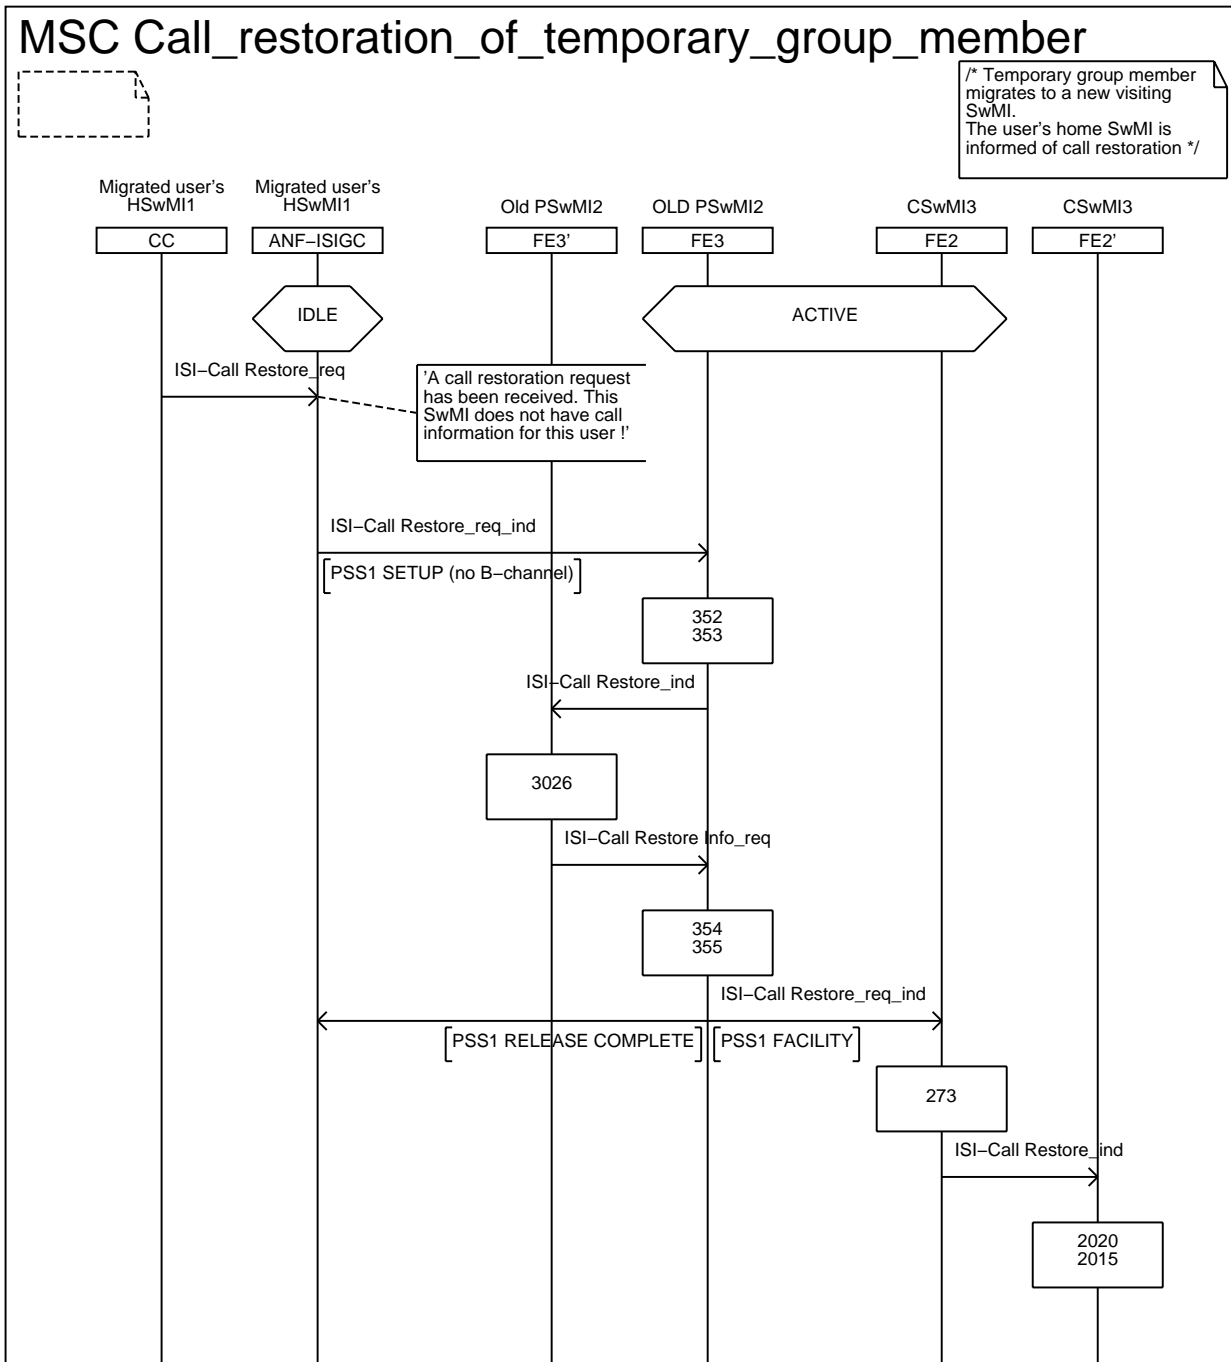 MSC Call_restoration_of_temporary_group_member
/* Temporary group member
migrates to a new visiting
SwMI.
The user's home SwMI is
informed of call restoration */
Migrated user's
HSwMI1
Migrated user's
HSwMI1
Old PSwMI2
OLD PSwMI2
CSwMI3
CSwMI3
CC
ANF−ISIGC
FE3’
FE3
FE2
FE2’
IDLE
ACTIVE
ISI−Call Restore_req
’A call restoration request
has been received. This
SwMI does not have call
information for this user !’
ISI−Call Restore_req_ind
PSS1 SETUP (no B−channel)
352
353
ISI−Call Restore_ind
3026
ISI−Call Restore Info_req
354
355
ISI−Call Restore_req_ind
PSS1 RELEASE COMPLETE
PSS1 FACILITY
273
ISI−Call Restore_ind
2020
2015